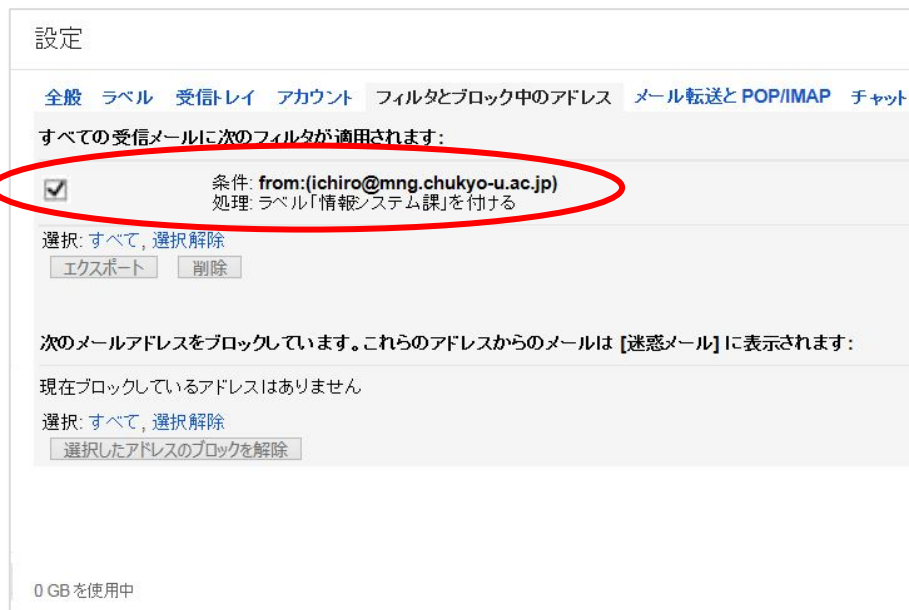 設定
全般 ラベル 受信トレイ アカウント フィルタとブロック中のアドレス メール転送と POP/IMAP チャット
すべての受信メールに次のフィルタが適用されます:
条件: from:(ichiro@mng.chukyo-u.ac.jp)
処理: ラベル「情報システム課」を付ける
選択: すべて, 選択解除
エクスポート 削除
次のメールアドレスをブロックしています。これらのアドレスからのメールは [迷惑メール] に表示されます:
現在ブロックしているアドレスはありません
選択: すべて, 選択解除
選択したアドレスのブロックを解除
0 GB を使用中